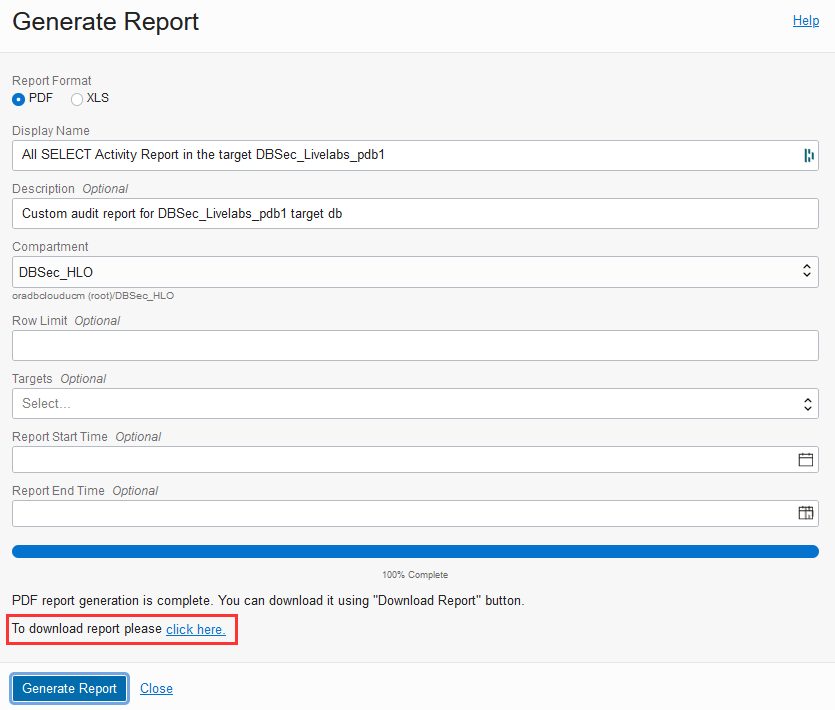 Generate Report
Help
Report Format
PDF XLS
Display Name
All SELECT Activity Report in the target DBSec_Livelabs_pdb1
Description Optional
Custom audit report for DBSec_Livelabs_pdb1 target db
Compartment
DBSec_HLO
oradbclouducm (root)/DBSec_HLO
Row Limit Optional
Targets Optional
Select...
Report Start Time Optional
Report End Time Optional
100% Complete
PDF report generation is complete. You can download it using "Download Report" button.
To download report please click here.
Generate Report Close